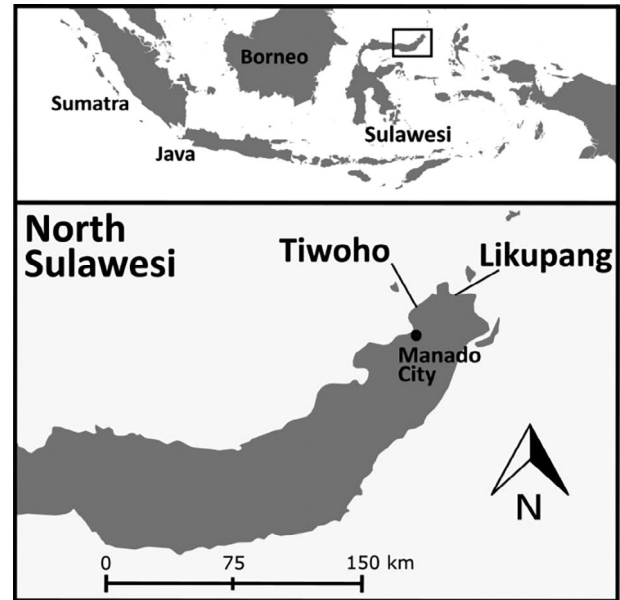 Borneo
Sumatra
Sulawesi
Java
North
Sulawesi
Tiwoho
Likupang
Manado
City
N
0 75 150 km